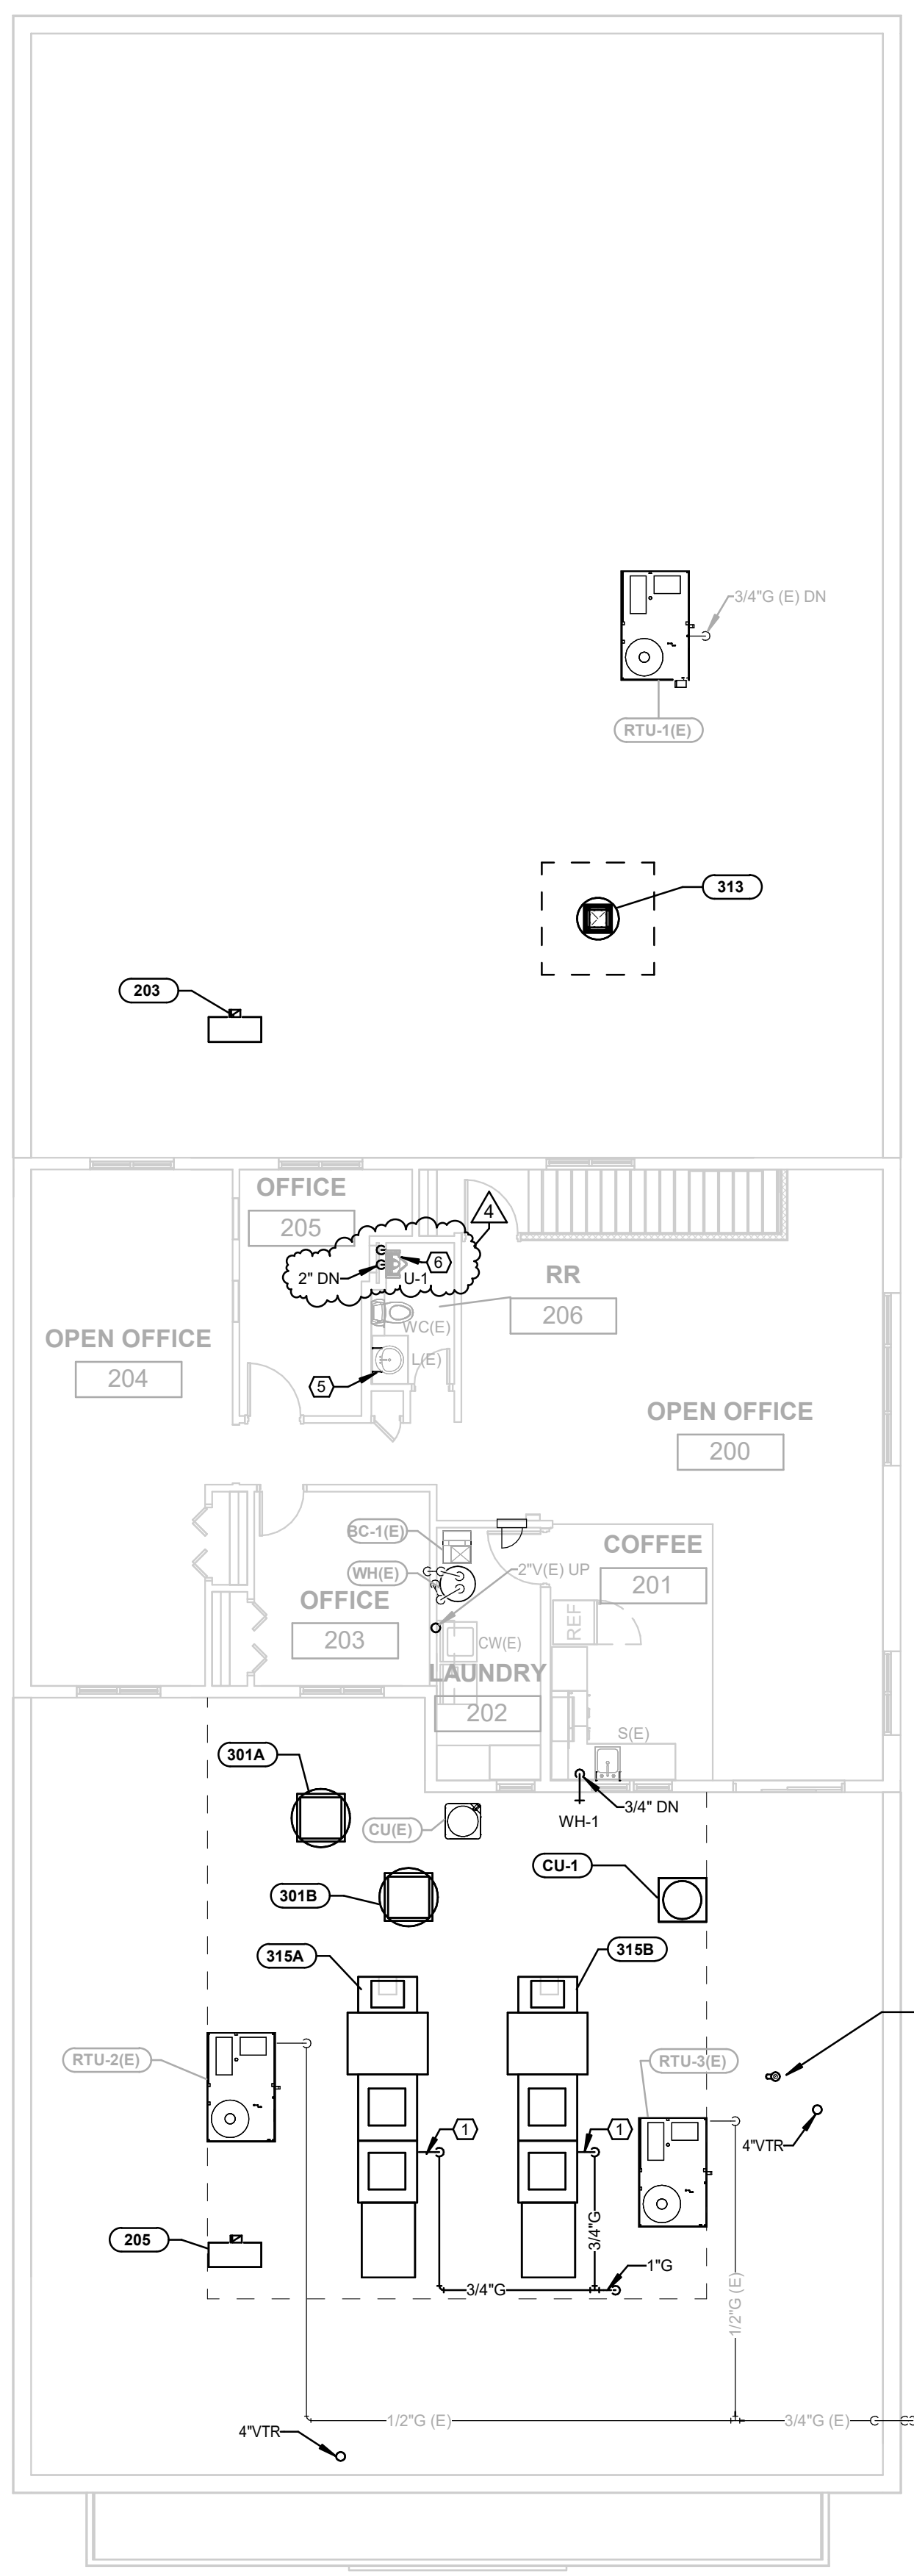 3/4"G (E) DN
RTU-1(E)
313
203
OFFICE
205
4
6
2" DN
U-1
RR
206
WC(E)
OPEN OFFICE
204
L(E)
5
OPEN OFFICE
200
BC-1(E)
COFFEE
201
WH(E)
2"V(E) UP
OFFICE
203
REF
CW(E)
LAUNDRY
202
S(E)
301A
3/4" DN
WH-1
CU(E)
CU-1
301B
315A
315B
RTU-2(E)
RTU-3(E)
1
1
4"VTR
205
3/4"G
1"G
3/4"G
1/2"G (E)
1/2"G (E)
3/4"G (E)
4"VTR